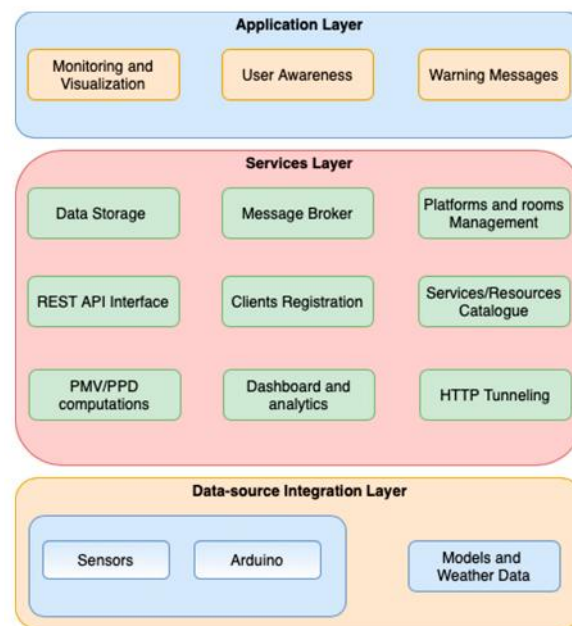 Application Layer
Monitoring and
Visualization
User Awareness
Warning Messages
Services Layer
Data Storage
Message Broker
Platforms and rooms
Management
REST API Interface
Clients Registration
Services/Resources
Catalogue
PMV/PPD
computations
Dashboard and
analytics
HTTP Tunneling
Data-source Integration Layer
Sensors
Arduino
Models and
Weather Data